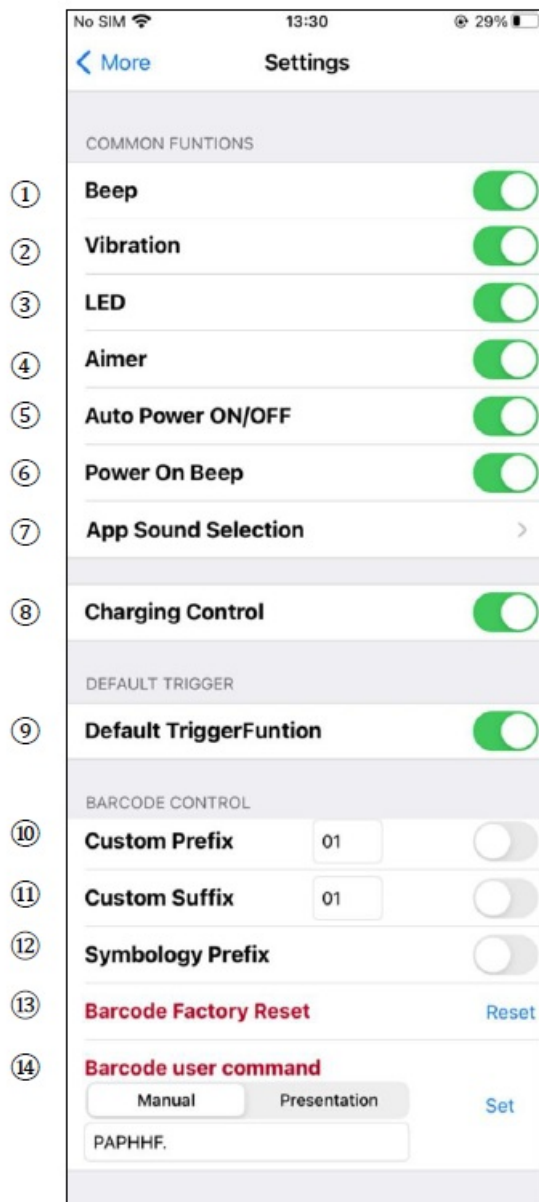 No SIM 13:30 29%
More Settings
COMMON FUNTIONS
① Beep
② Vibration
③ LED
④ Aimer
⑤ Auto Power ON/OFF
⑥ Power On Beep
⑦ App Sound Selection >
⑧ Charging Control
DEFAULT TRIGGER
⑨ Default TriggerFuntion
BARCODE CONTROL
⑩ Custom Prefix 01
⑪ Custom Suffix 01
⑫ Symbology Prefix
⑬ Barcode Factory Reset Reset
⑭ Barcode user command
Manual Presentation Set
PAPHHF.